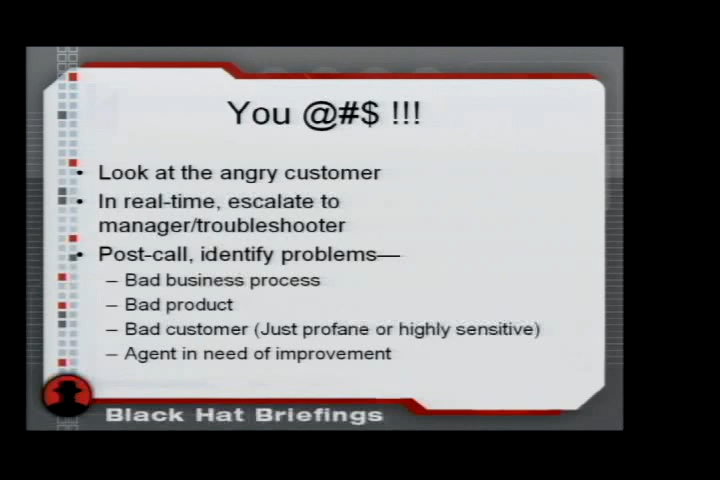 You @#$ !!!
• Look at the angry customer
• In real-time, escalate to
manager/troubleshooter
• Post-call, identify problems—
– Bad business process
– Bad product
– Bad customer (Just profane or highly sensitive)
– Agent in need of improvement
Black Hat Briefings